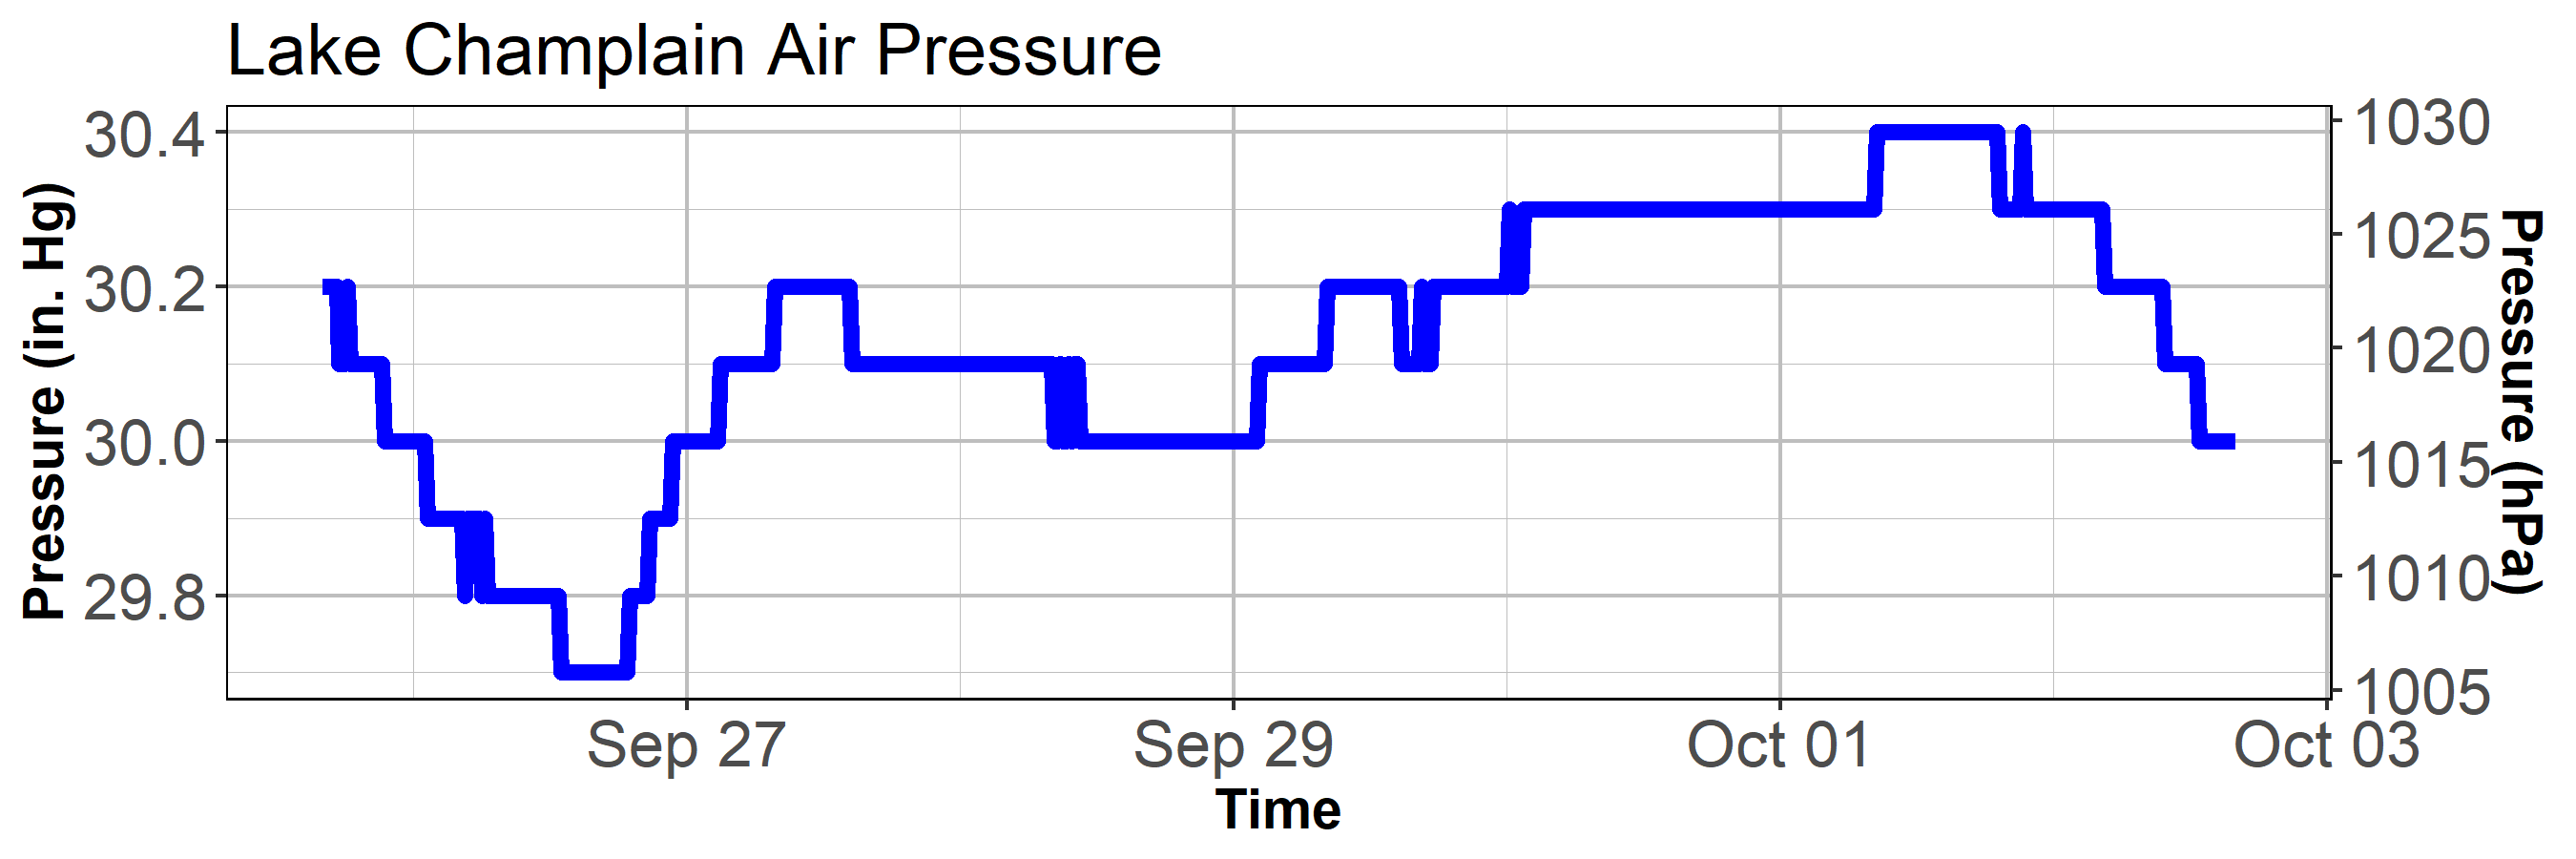 Lake Champlain Air Pressure
Pressure (in. Hg)
30.4
30.2
30.0
29.8
1030
1025
1020
1015
1010
1005
Pressure (hPa)
Sep 27
Sep 29
Oct 01
Oct 03
Time